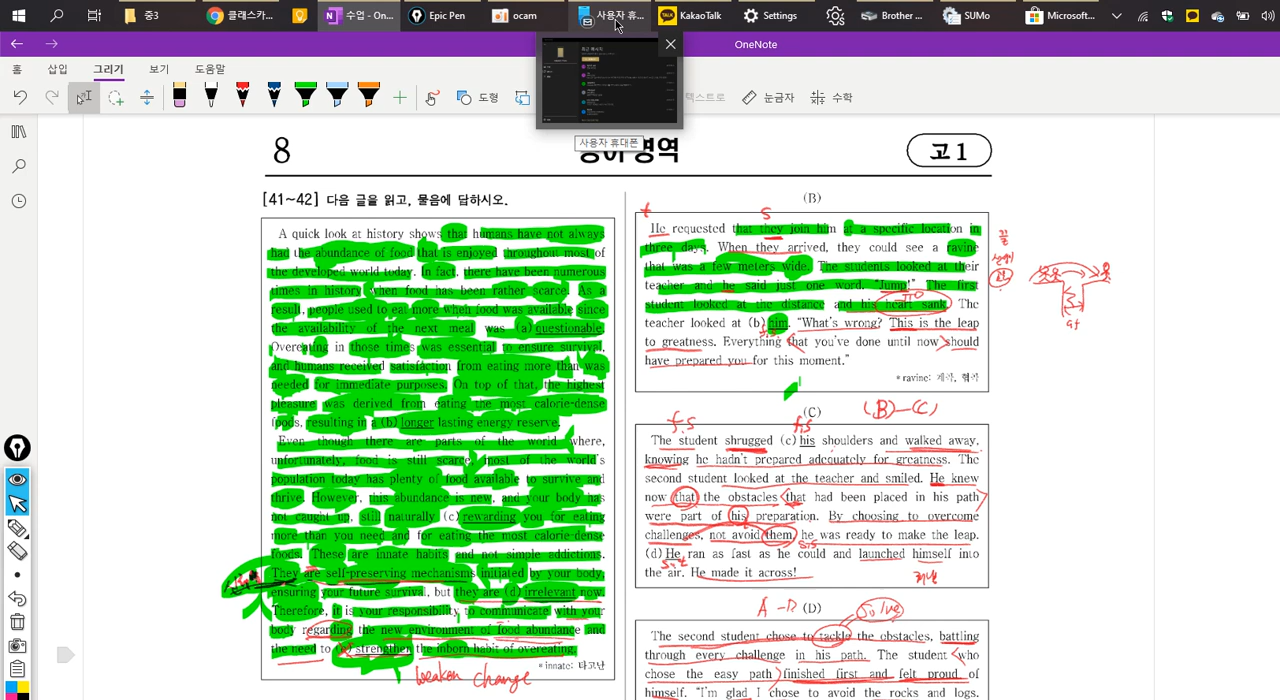 중3
클래스카...
수업 - On...
Epic Pen
ocam
사용자 휴...
KakaoTalk
Settings
Brother ...
SUMo
Microsoft...
OneNote
홈
삽입
그리기
보기
도움말
도형
텍스트로
눈금자
수학
사용자 휴대폰
8
영어 영역
고1
[41~42] 다음 글을 읽고, 물음에 답하시오.
A quick look at history shows that humans have not always
had the abundance of food that is enjoyed throughout most of
the developed world today. In fact, there have been numerous
times in history when food has been rather scarce. As a
result, people used to eat more when food was available since
the availability of the next meal was (a) questionable.
Overeating in those times was essential to ensure survival,
and humans received satisfaction from eating more than was
needed for immediate purposes. On top of that, the highest
pleasure was derived from eating the most calorie-dense
foods, resulting in a (b) longer lasting energy reserve.
Even though there are parts of the world where,
unfortunately, food is still scarce, most of the world's
population today has plenty of food available to survive and
thrive. However, this abundance is new, and your body has
not caught up, still naturally (c) rewarding you for eating
more than you need and for eating the most calorie-dense
foods. These are innate habits and not simple addictions.
They are self-preserving mechanisms initiated by your body,
ensuring your future survival, but they are (d) irrelevant now.
Therefore, it is your responsibility to communicate with your
body regarding the new environment of food abundance and
the need to (e) strengthen the inborn habit of overeating.
* innate: 타고난
weaken change
(B)
t
s
He requested that they join him at a specific location in
three days. When they arrived, they could see a ravine
that was a few meters wide. The students looked at their
teacher and he said just one word. "Jump!" The first
student looked at the distance and his heart sank. The
teacher looked at (b) him. "What's wrong? This is the leap
to greatness. Everything that you've done until now should
have prepared you for this moment."
* ravine: 계곡, 협곡
(C)
(B)-(C)
f.s
f.s
The student shrugged (c) his shoulders and walked away,
knowing he hadn't prepared adequately for greatness. The
second student looked at the teacher and smiled. He knew
now that the obstacles that had been placed in his path
were part of his preparation. By choosing to overcome
challenges, not avoid them, he was ready to make the leap.
(d) He ran as fast as he could and launched himself into
the air. He made it across!
A-D
(D)
solve
The second student chose to tackle the obstacles, battling
through every challenge in his path. The student who
chose the easy path finished first and felt proud of
himself. "I'm glad I chose to avoid the rocks and logs.